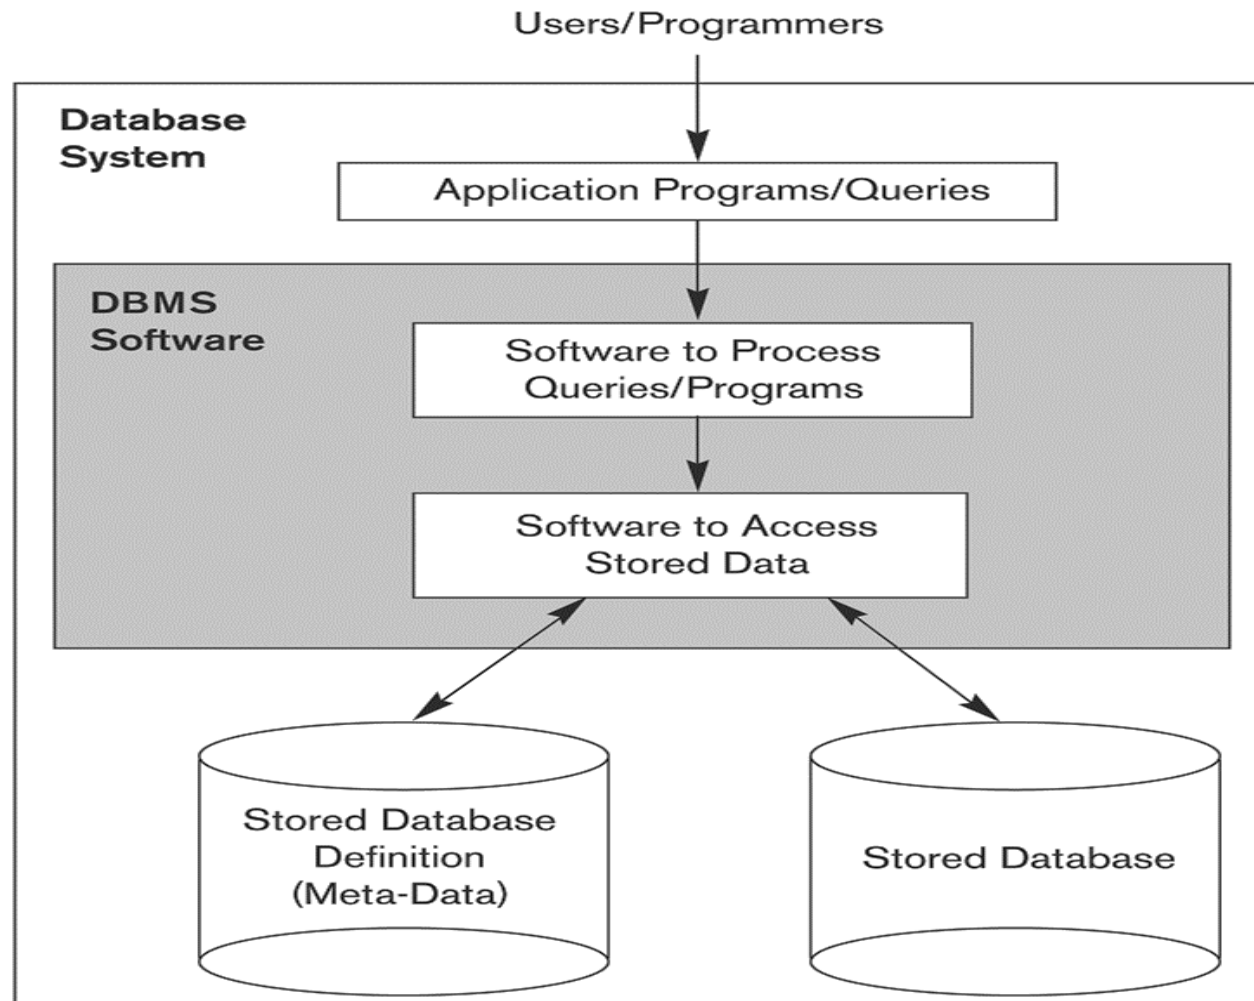 Users/Programmers
Database
System
Application Programs/Queries
DBMS
Software
Software to Process
Queries/Programs
Software to Access
Stored Data
Stored Database
Definition
(Meta-Data)
Stored Database